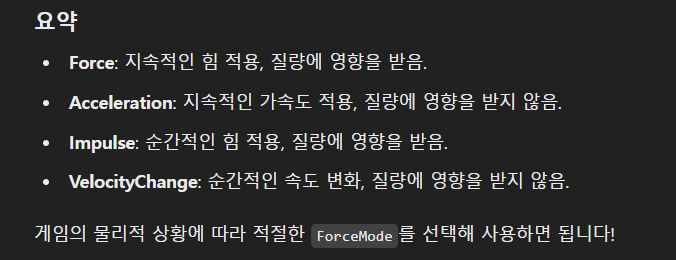 요약
• Force: 지속적인 힘 적용, 질량에 영향을 받음.
• Acceleration: 지속적인 가속도 적용, 질량에 영향을 받지 않음.
• Impulse: 순간적인 힘 적용, 질량에 영향을 받음.
• VelocityChange: 순간적인 속도 변화, 질량에 영향을 받지 않음.
게임의 물리적 상황에 따라 적절한 ForceMode를 선택해 사용하면 됩니다!